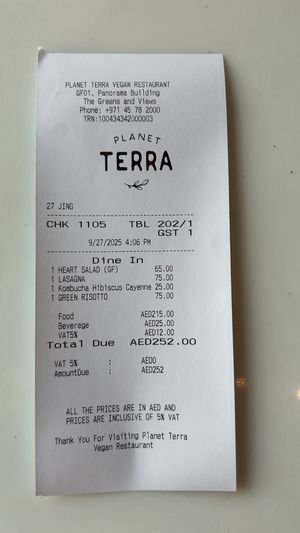 PLANET TERRA VEGAN RESTAURANT
GF01, Panorama Building
The Greens and Views
Phone: +971 45 78 2000
TRN:100434342000003
PLANET
TERRA
27 JING
CHK 1105 TBL 202/1
GST 1
9/27/2025 4:06 PM
Dine In
1 HEART SALAD (GF) 65.00
1 LASAGNA 75.00
1 Kombucha Hibiscus Cayenne 25.00
1 GREEN RISOTTO 75.00
Food AED215.00
Beverage AED25.00
VAT5% AED12.00
Total Due AED252.00
VAT 5% : AED0
AmountDue : AED252
ALL THE PRICES ARE IN AED AND
PRICES ARE INCLUSIVE OF 5% VAT
Thank You For Visiting Planet Terra
Vegan Restaurant